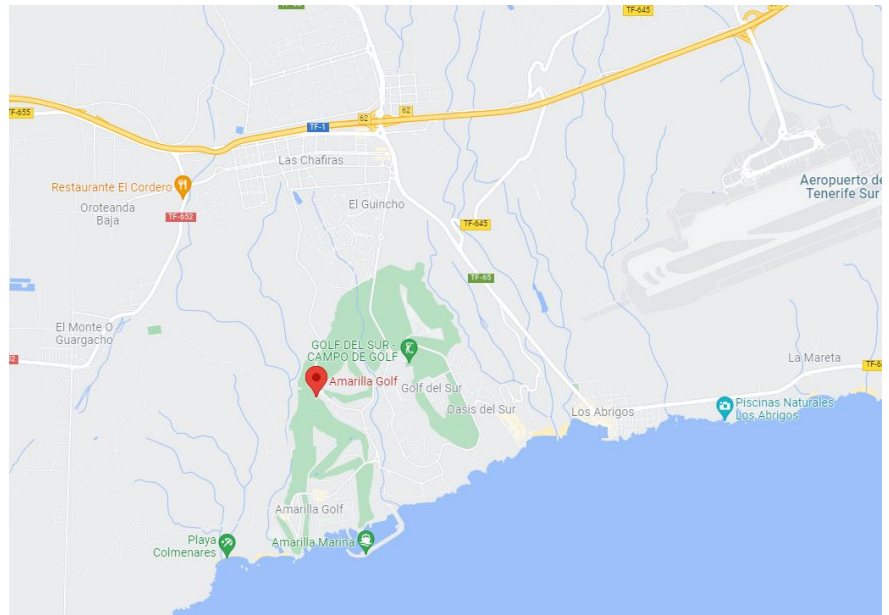 TF-645
TF-655
62
62
TF-1
Las Chafiras
Restaurante El Cordero
Oroteanda
Baja
TF-652
El Guincho
TF-645
Aeropuerto de
Tenerife Sur
TF-65
El Monte O
Guargacho
GOLF DEL SUR -
CAMPO DE GOLF
Amarilla Golf
Golf del Sur
La Mareta
Oasis del Sur
Los Abrigos
Piscinas Naturales
Los Abrigos
Amarilla Golf
Playa
Colmenares
Amarilla Marina